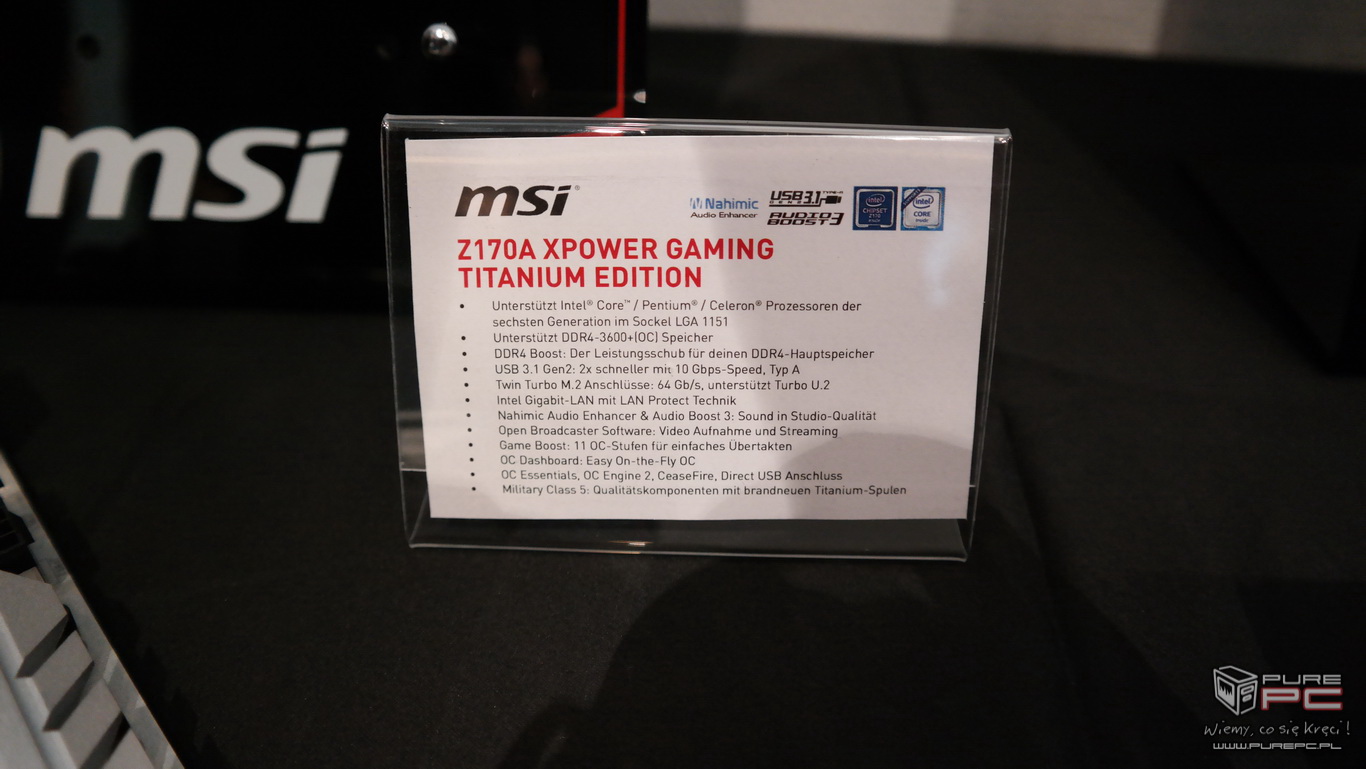 msi
msi®
Nahimic
Audio Enhancer
USB3.1
AUDIO
BOOST3
intel
CHIPSET
Z170
intel
CORE
Z170A XPOWER GAMING
TITANIUM EDITION
• Unterstützt Intel® Core™ / Pentium® / Celeron® Prozessoren der
sechsten Generation im Sockel LGA 1151
• Unterstützt DDR4-3600+(OC) Speicher
• DDR4 Boost: Der Leistungsschub für deinen DDR4-Hauptspeicher
• USB 3.1 Gen2: 2x schneller mit 10 Gbps-Speed, Typ A
• Twin Turbo M.2 Anschlüsse: 64 Gb/s, unterstützt Turbo U.2
• Intel Gigabit-LAN mit LAN Protect Technik
• Nahimic Audio Enhancer & Audio Boost 3: Sound in Studio-Qualität
• Open Broadcaster Software: Video Aufnahme und Streaming
• Game Boost: 11 OC-Stufen für einfaches Übertakten
• OC Dashboard: Easy On-the-Fly OC
• OC Essentials, OC Engine 2, CeaseFire, Direct USB Anschluss
• Military Class 5: Qualitätskomponenten mit brandneuen Titanium-Spulen
PURE
PC
Wiemy, co się kręci!
WWW.PUREPC.PL